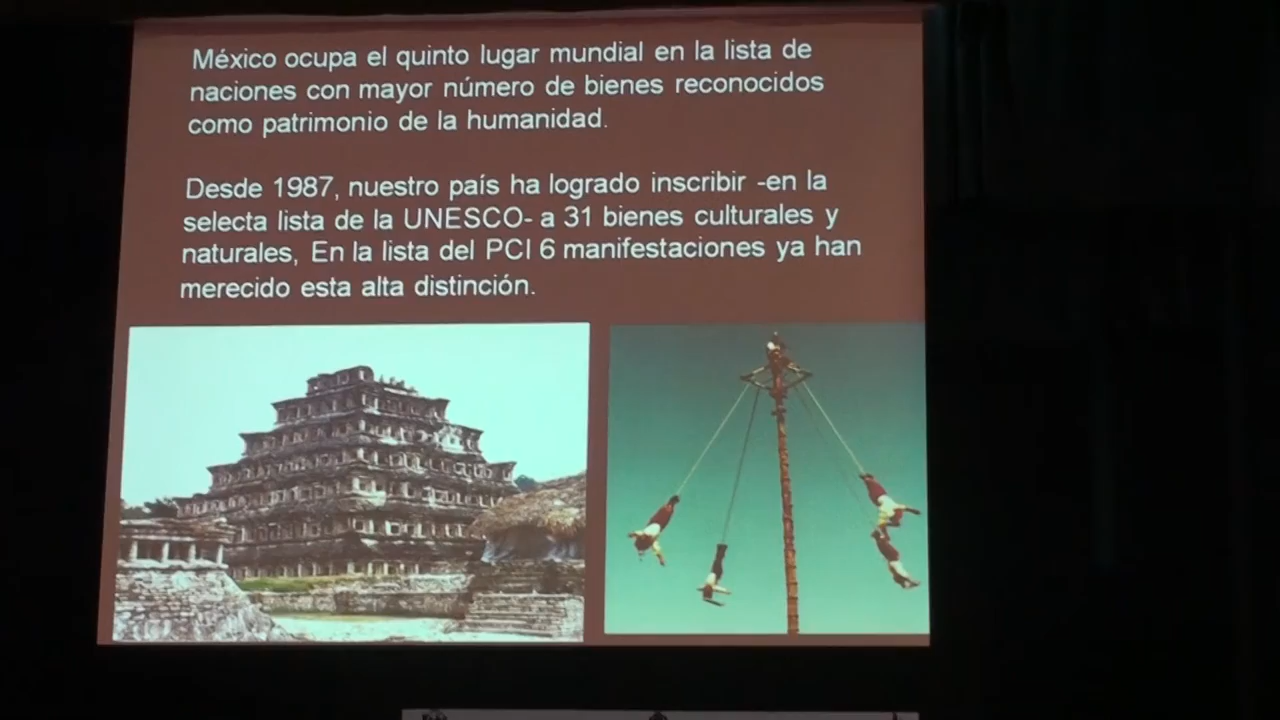 México ocupa el quinto lugar mundial en la lista de
naciones con mayor número de bienes reconocidos
como patrimonio de la humanidad.
Desde 1987, nuestro país ha logrado inscribir -en la
selecta lista de la UNESCO- a 31 bienes culturales y
naturales, En la lista del PCI 6 manifestaciones ya han
merecido esta alta distinción.